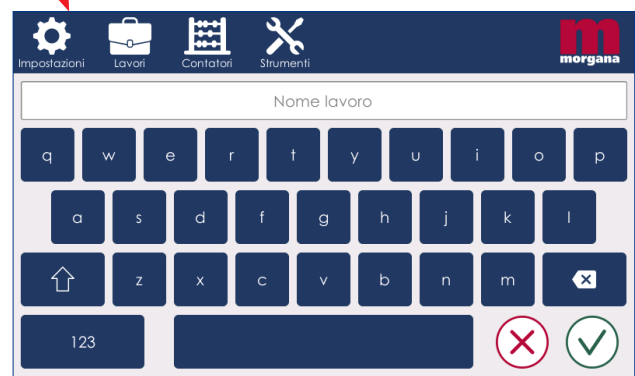 Impostazioni Lavori Contatori Strumenti
m
morgana
Nome lavoro
q w e r t y u i o p
a s d f g h j k l
z x c v b n m
123